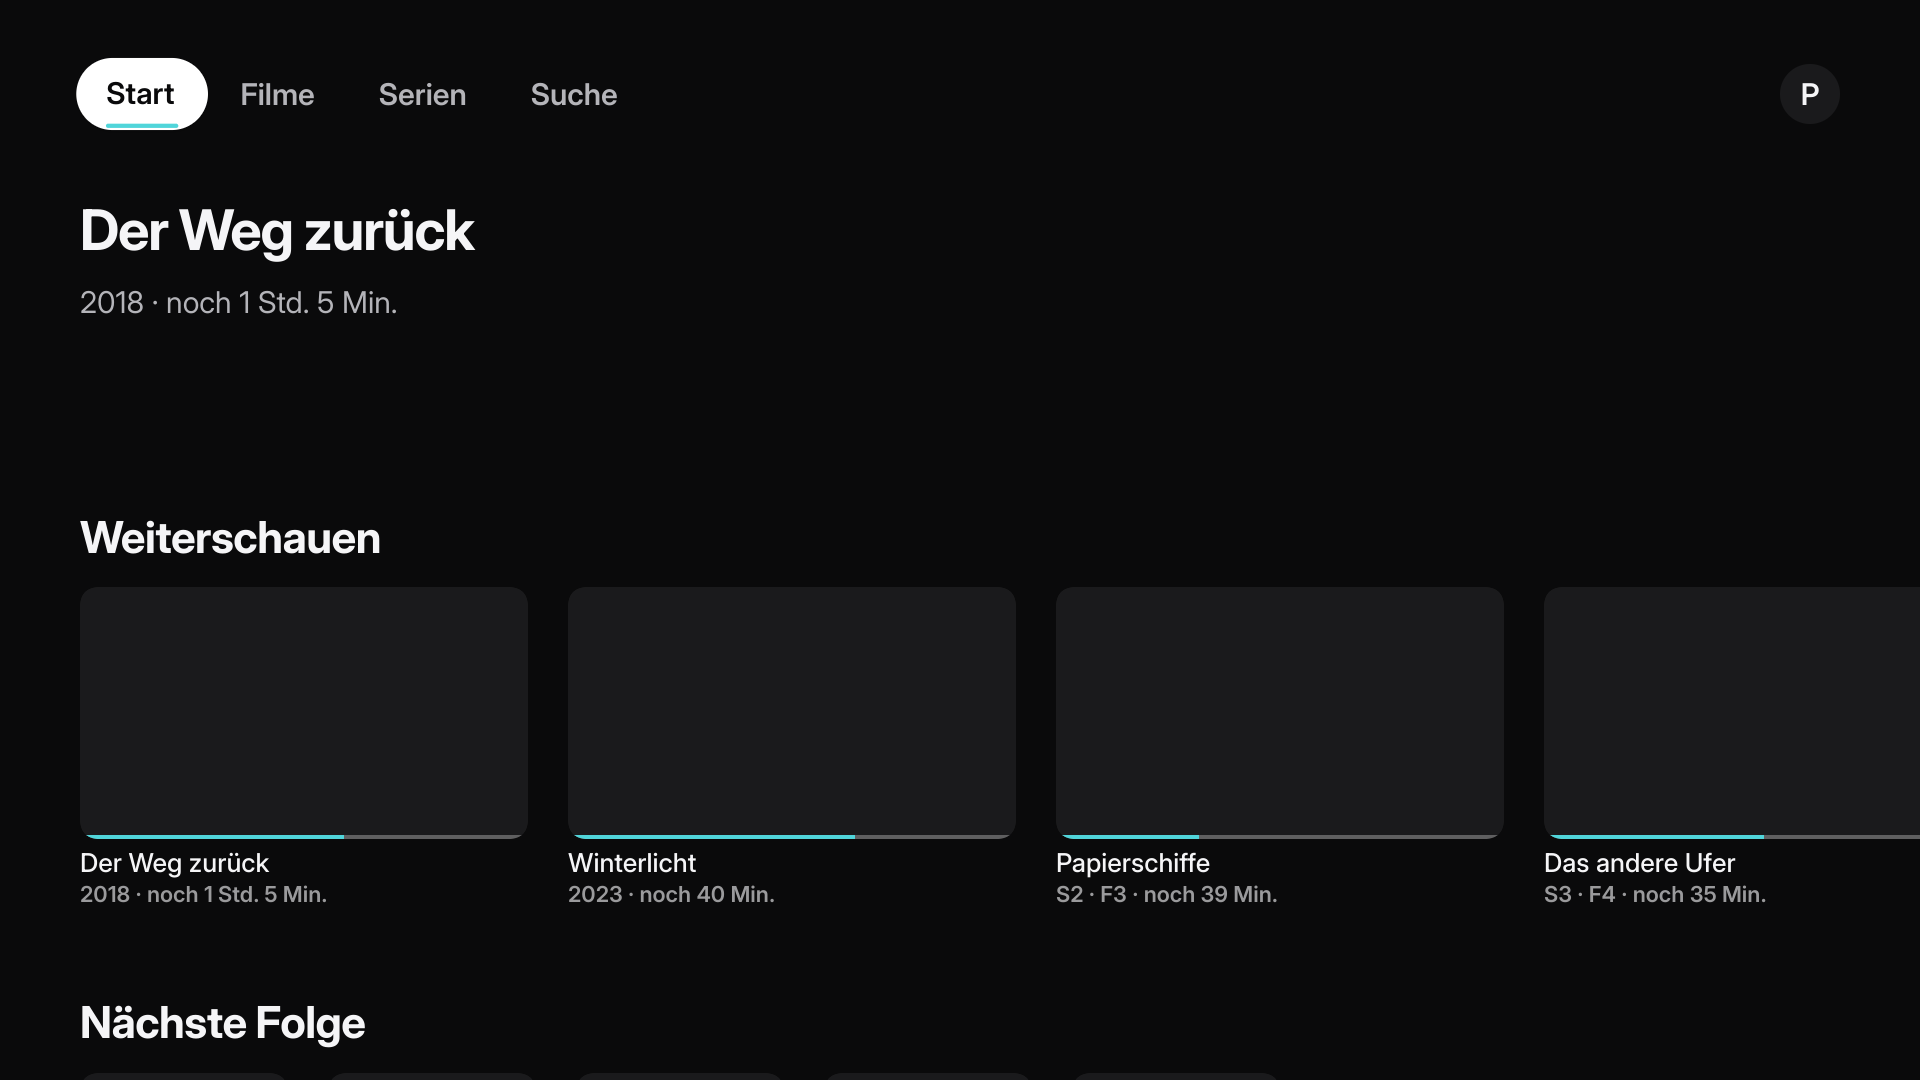 Start
Filme
Serien
Suche
P
Der Weg zurück
2018 · noch 1 Std. 5 Min.
Weiterschauen
Der Weg zurück
2018 · noch 1 Std. 5 Min.
Winterlicht
2023 · noch 40 Min.
Papierschiffe
S2 · F3 · noch 39 Min.
Das andere Ufer
S3 · F4 · noch 35 Min.
Nächste Folge